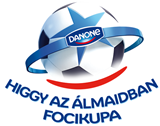 DANONE
HIGGY AZ ÁLMAIDBAN
FOCIKUPA